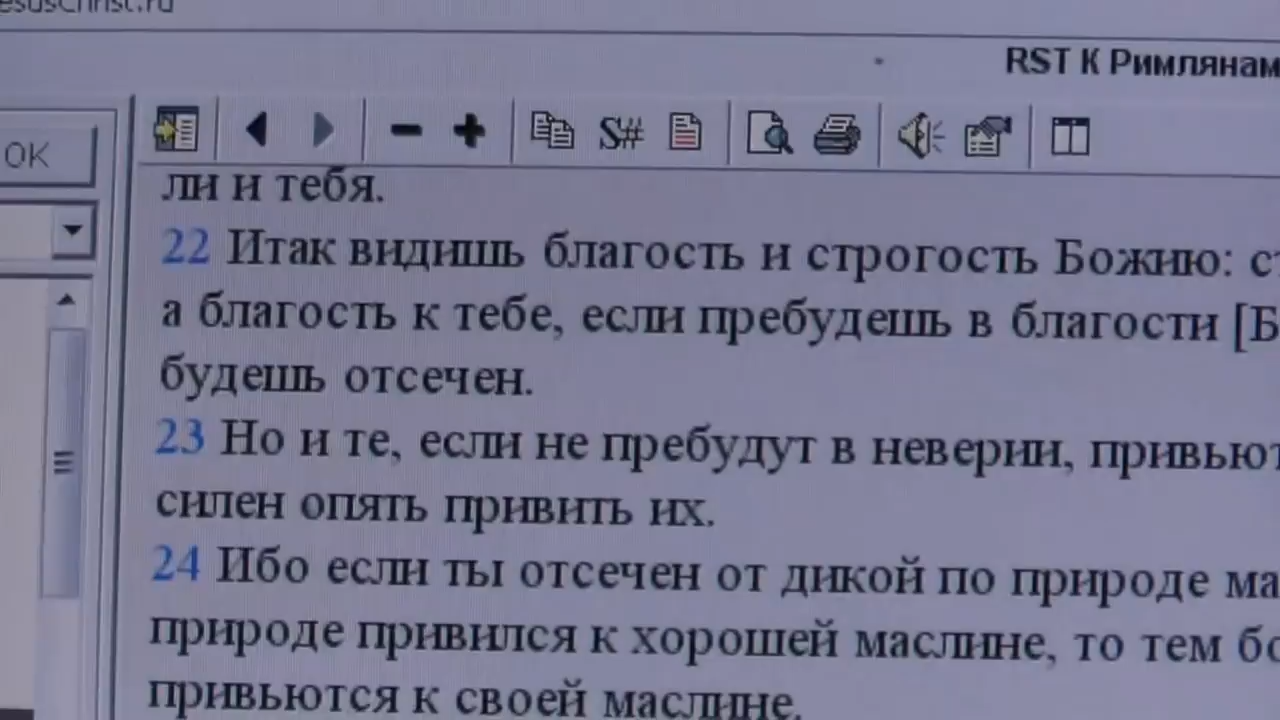 RST К Римлянам
OK
S#
ли и тебя.
22 Итак видишь благость и строгость Божию:
а благость к тебе, если пребудешь в благости
будешь отсечен.
23 Но и те, если не пребудут в неверии,
силен опять привить их.
24 Ибо если ты отсечен от дикой по природе
природе привился к хорошей маслине, то тем
привьются к своей маслине.